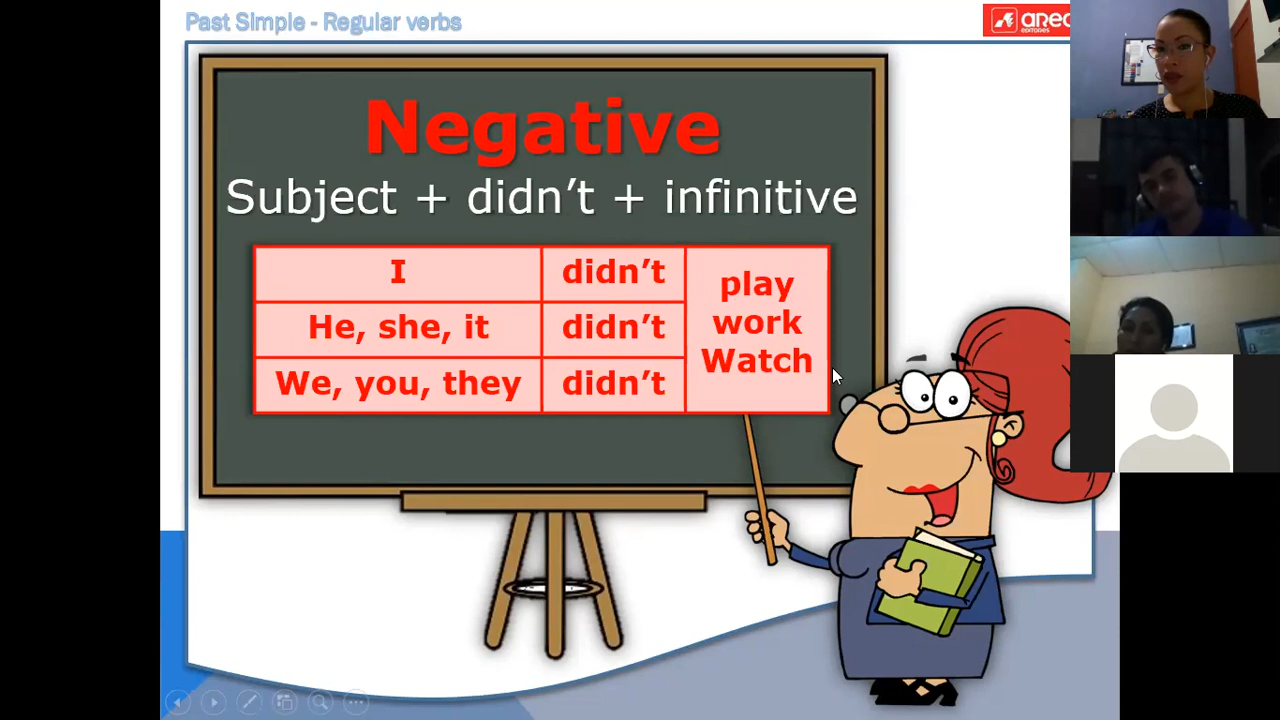 Past Simple - Regular verbs
Negative
Subject + didn't + infinitive
I didn't play
He, she, it didn't work
We, you, they didn't Watch